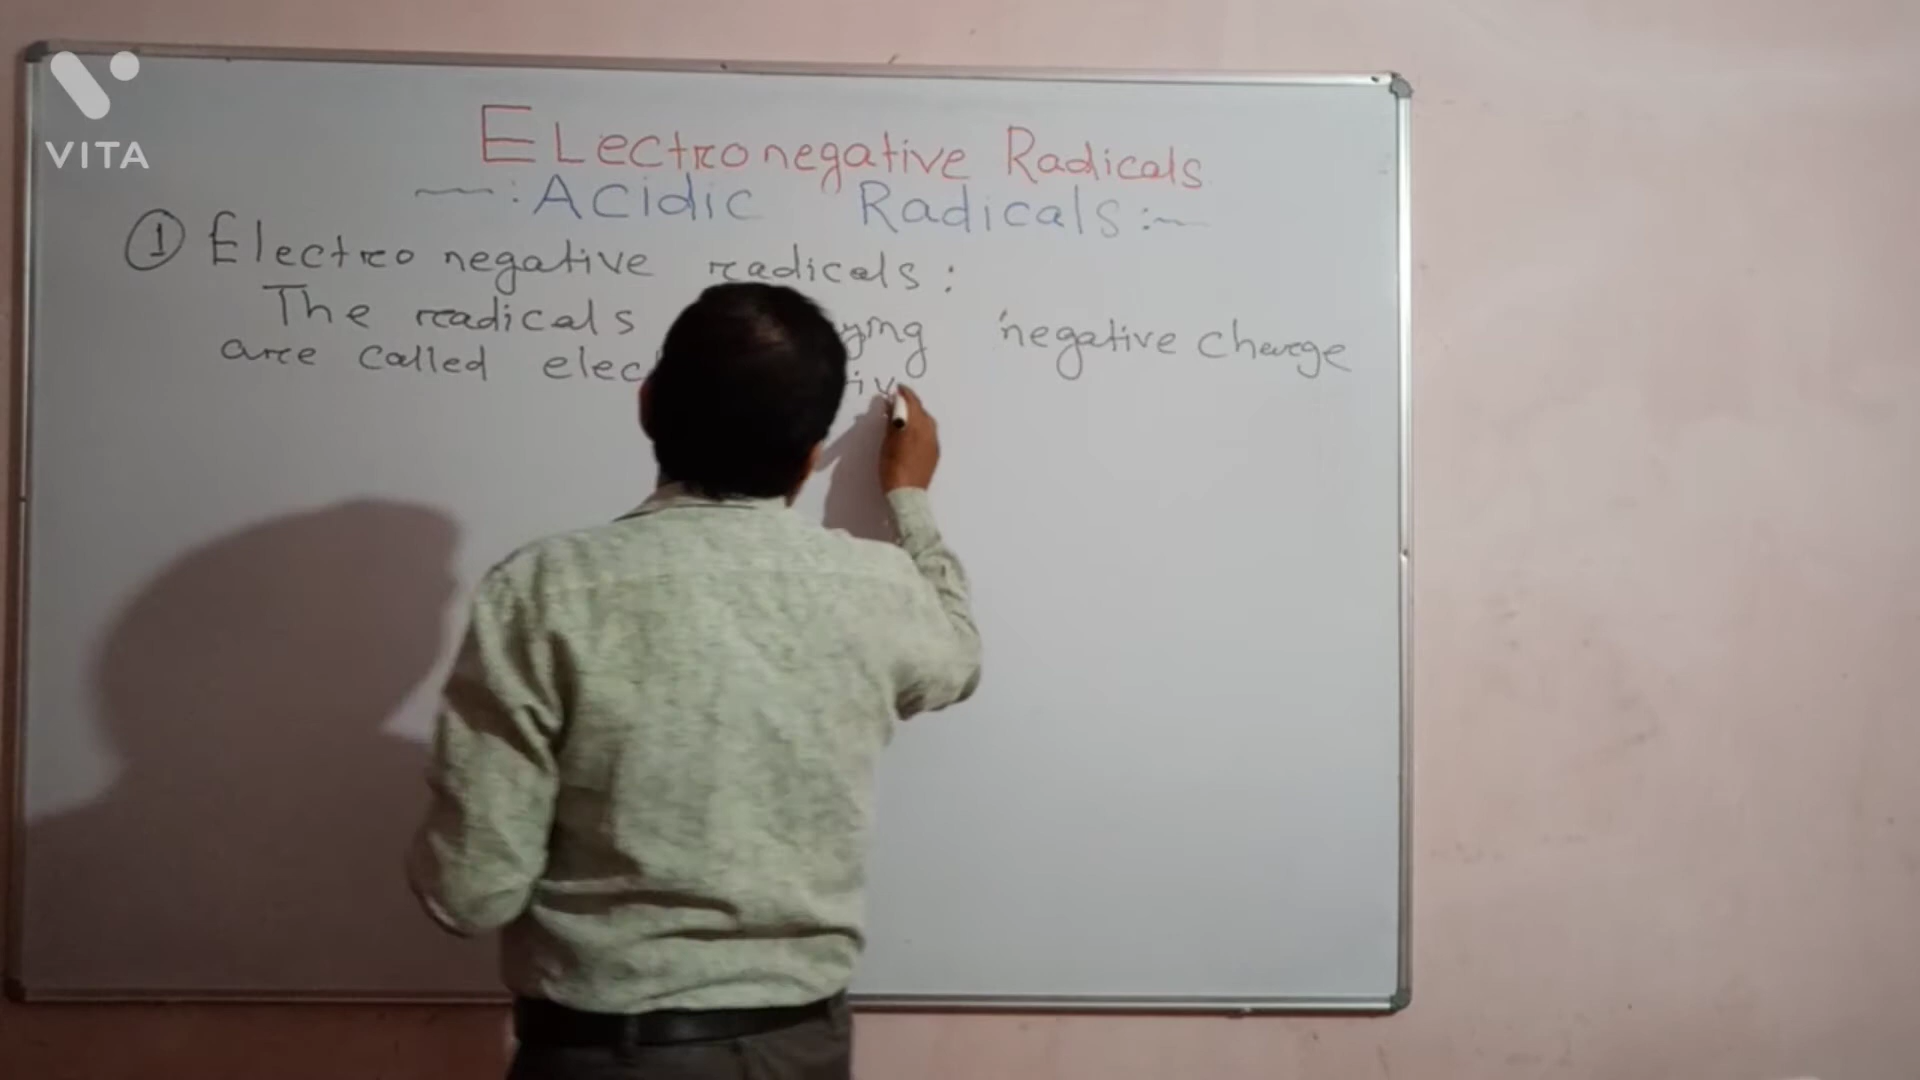 VITA
Electronegative Radicals
~:Acidic Radicals:~
① Electro negative radicals:
The radicals negative charge
are called